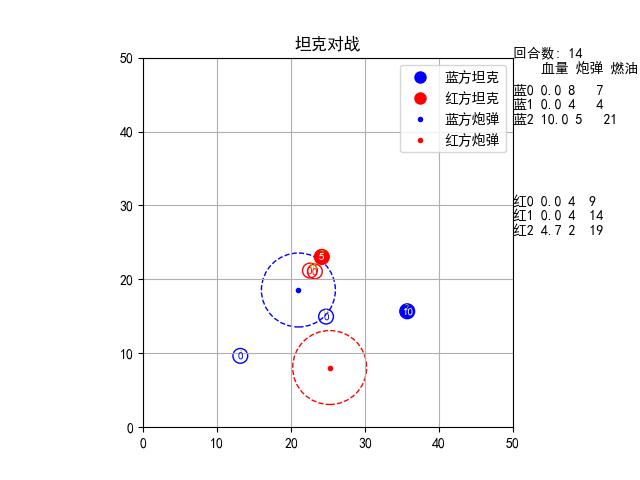 坦克对战
回合数: 14
血量 炮弹 燃油
蓝0 0.0 8 7
蓝1 0.0 4 4
蓝2 10.0 5 21
红0 0.0 4 9
红1 0.0 4 14
红2 4.7 2 19
蓝方坦克
红方坦克
蓝方炮弹
红方炮弹
50
40
30
20
10
0
5
0 0
0
10
0
0 10 20 30 40 50